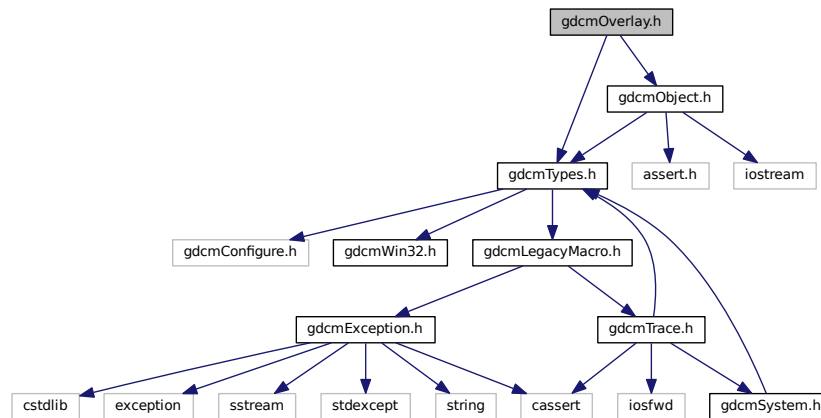 gdcmOverlay.h
gdcmObject.h
gdcmTypes.h
assert.h
iostream
gdcmConfigure.h
gdcmWin32.h
gdcmLegacyMacro.h
gdcmException.h
gdcmTrace.h
cstdlib
exception
sstream
stdexcept
string
cassert
iosfwd
gdcmSystem.h